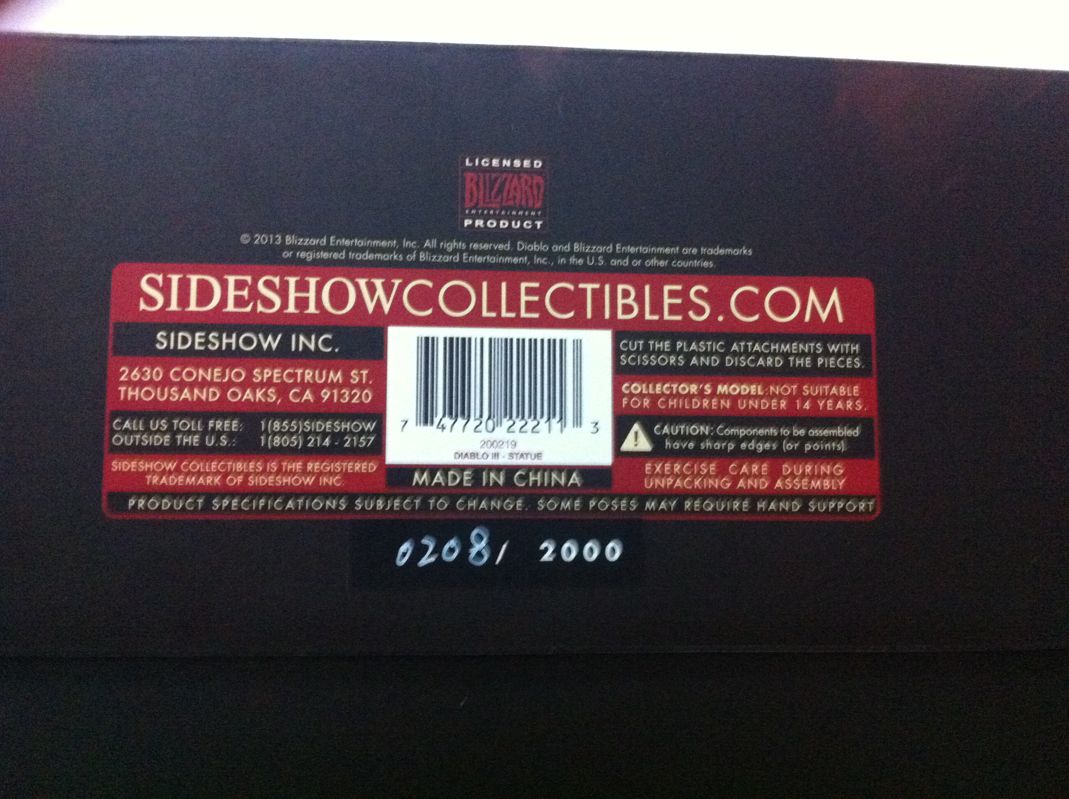 LICENSED
BLIZZARD
ENTERTAINMENT
PRODUCT
© 2013 Blizzard Entertainment, Inc. All rights reserved. Diablo and Blizzard Entertainment are trademarks
or registered trademarks of Blizzard Entertainment, Inc., in the U.S. and or other countries.
SIDESHOWCOLLECTIBLES.COM
SIDESHOW INC.
2630 CONEJO SPECTRUM ST.
THOUSAND OAKS, CA 91320
CALL US TOLL FREE: 1(855)SIDESHOW
OUTSIDE THE U.S.: 1(805) 214 - 2157
SIDESHOW COLLECTIBLES IS THE REGISTERED
TRADEMARK OF SIDESHOW INC.
7 47720 22211 3
200219
DIABLO III - STATUE
MADE IN CHINA
CUT THE PLASTIC ATTACHMENTS WITH
SCISSORS AND DISCARD THE PIECES.
COLLECTOR'S MODEL:NOT SUITABLE
FOR CHILDREN UNDER 14 YEARS.
CAUTION: Components to be assembled
have sharp edges (or points).
EXERCISE CARE DURING
UNPACKING AND ASSEMBLY
PRODUCT SPECIFICATIONS SUBJECT TO CHANGE. SOME POSES MAY REQUIRE HAND SUPPORT
0208/ 2000